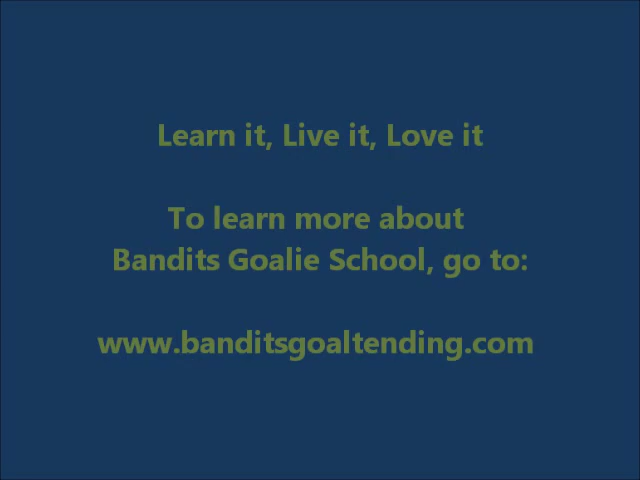 Learn it, Live it, Love it
To learn more about
Bandits Goalie School, go to:
www.banditsgoaltending.com